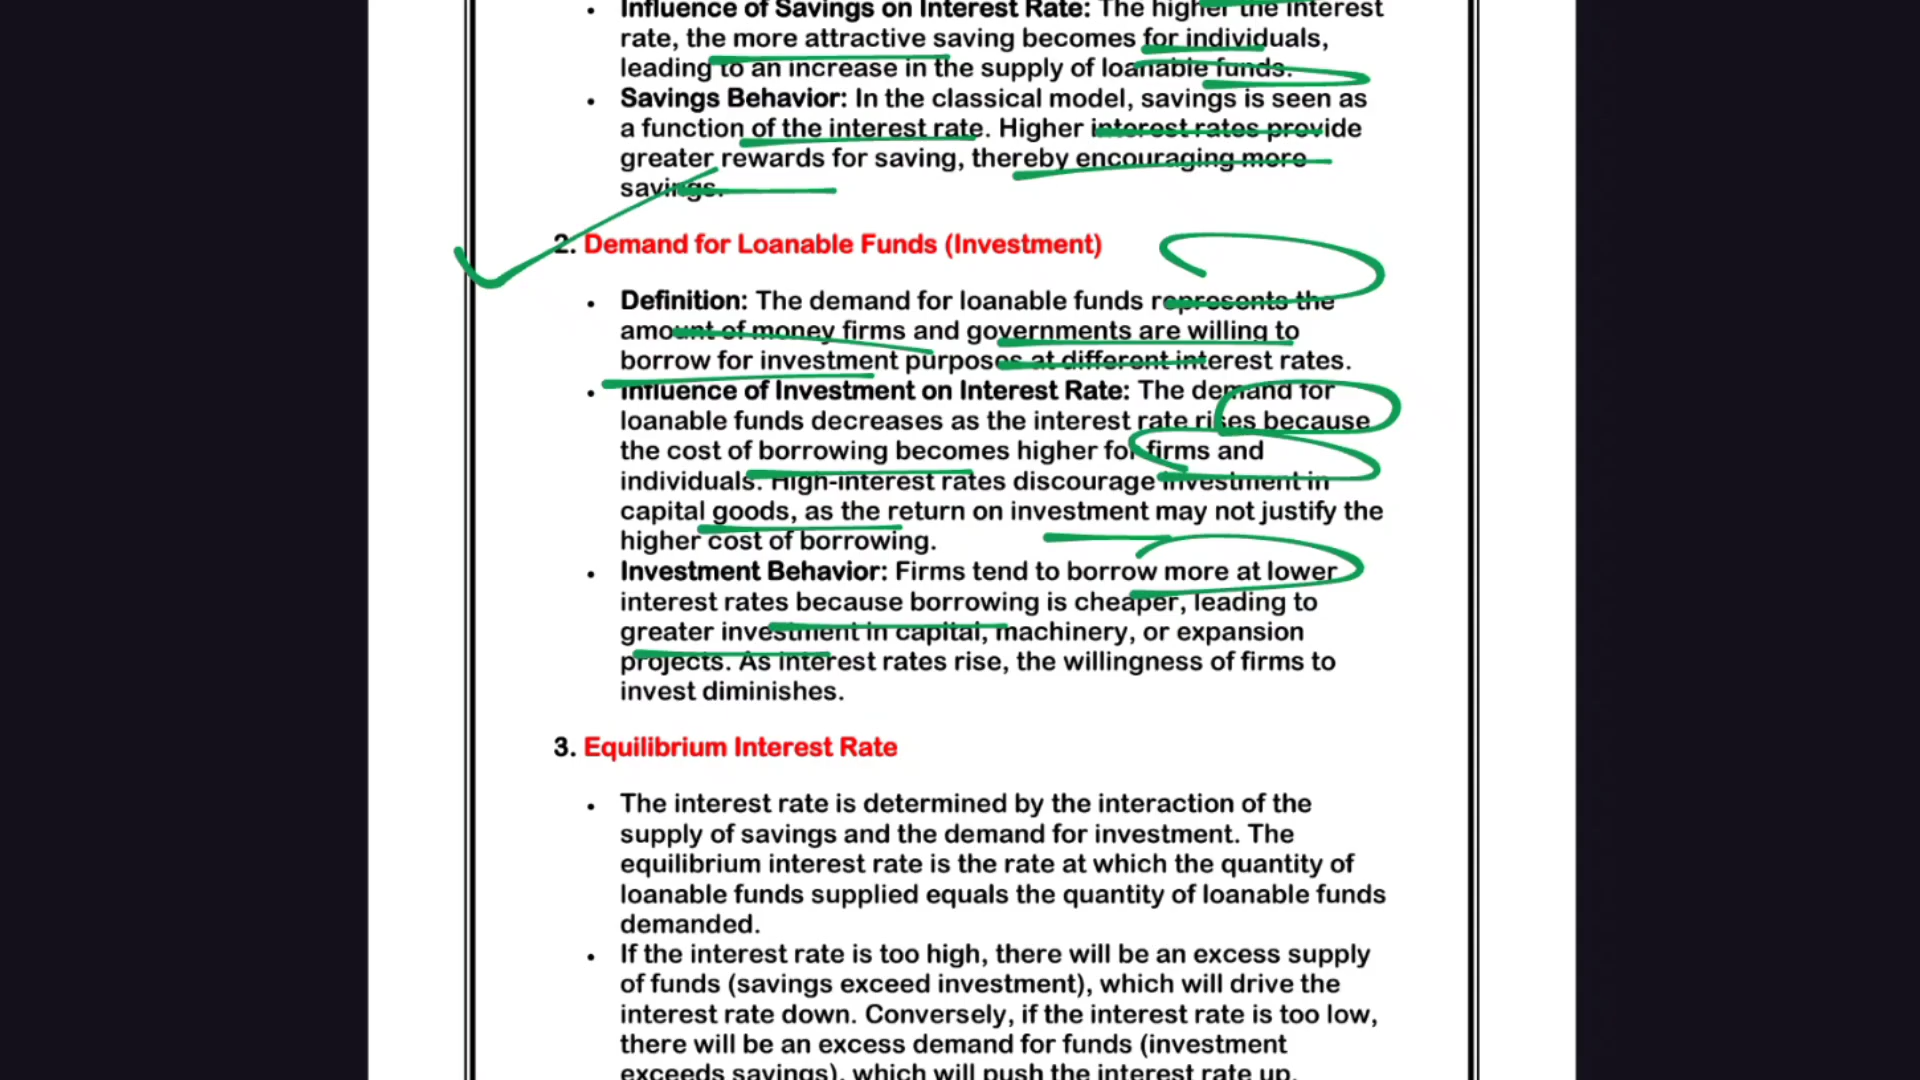 • Influence of Savings on Interest Rate: The higher the interest
rate, the more attractive saving becomes for individuals,
leading to an increase in the supply of loanable funds.
• Savings Behavior: In the classical model, savings is seen as
a function of the interest rate. Higher interest rates provide
greater rewards for saving, thereby encouraging more
savings.
2. Demand for Loanable Funds (Investment)
• Definition: The demand for loanable funds represents the
amount of money firms and governments are willing to
borrow for investment purposes at different interest rates.
• Influence of Investment on Interest Rate: The demand for
loanable funds decreases as the interest rate rises because
the cost of borrowing becomes higher for firms and
individuals. High-interest rates discourage investment in
capital goods, as the return on investment may not justify the
higher cost of borrowing.
• Investment Behavior: Firms tend to borrow more at lower
interest rates because borrowing is cheaper, leading to
greater investment in capital, machinery, or expansion
projects. As interest rates rise, the willingness of firms to
invest diminishes.
3. Equilibrium Interest Rate
• The interest rate is determined by the interaction of the
supply of savings and the demand for investment. The
equilibrium interest rate is the rate at which the quantity of
loanable funds supplied equals the quantity of loanable funds
demanded.
• If the interest rate is too high, there will be an excess supply
of funds (savings exceed investment), which will drive the
interest rate down. Conversely, if the interest rate is too low,
there will be an excess demand for funds (investment
exceeds savings), which will push the interest rate up.